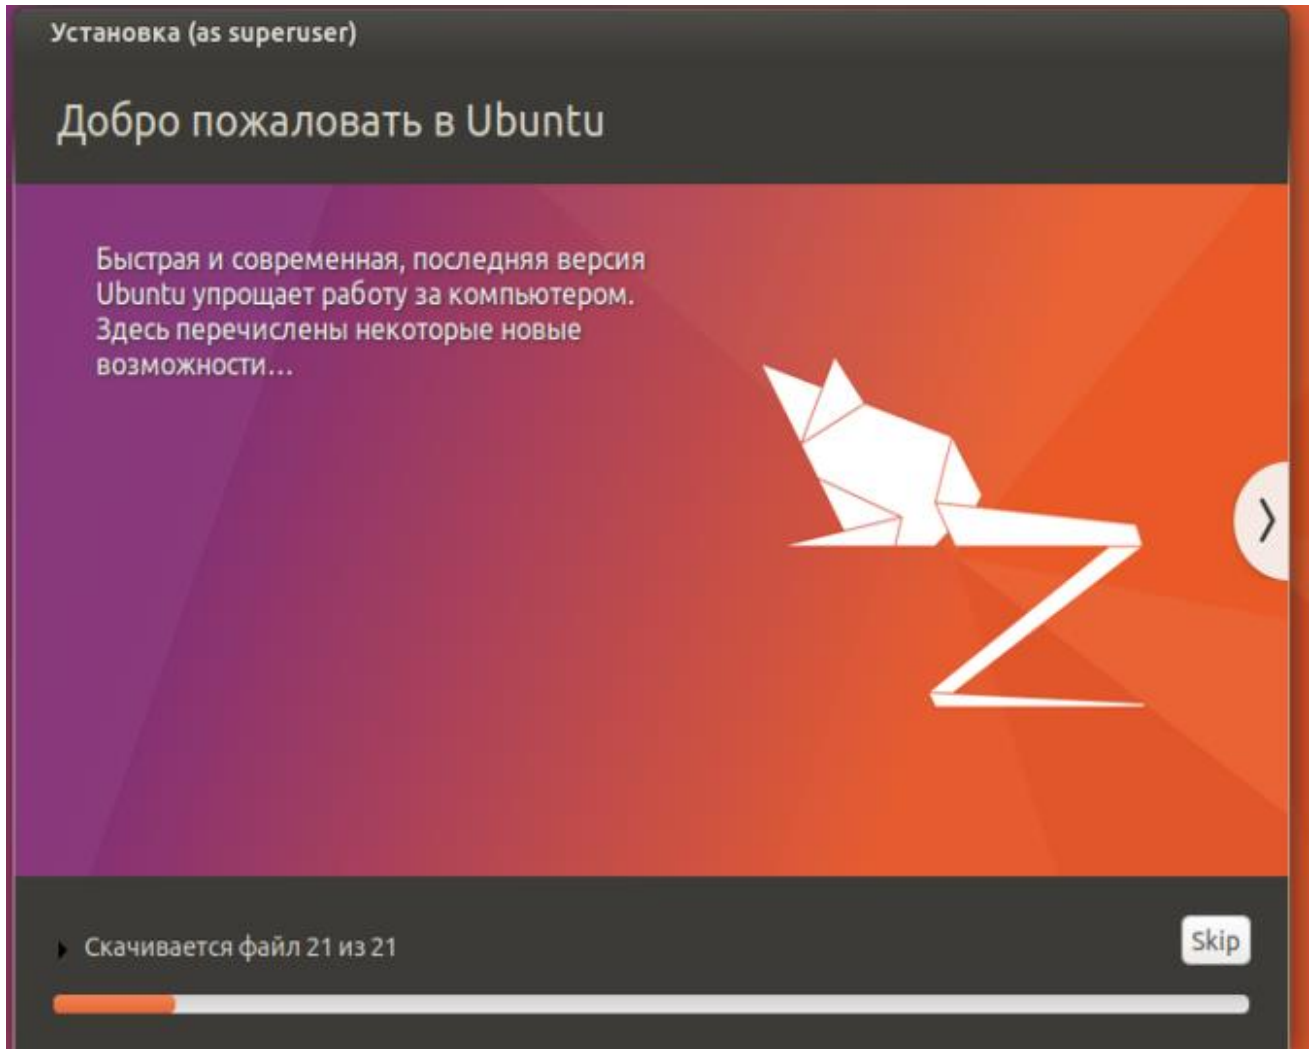 Установка (as superuser)
Добро пожаловать в Ubuntu
Быстрая и современная, последняя версия
Ubuntu упрощает работу за компьютером.
Здесь перечислены некоторые новые
возможности...
Скачивается файл 21 из 21
Skip